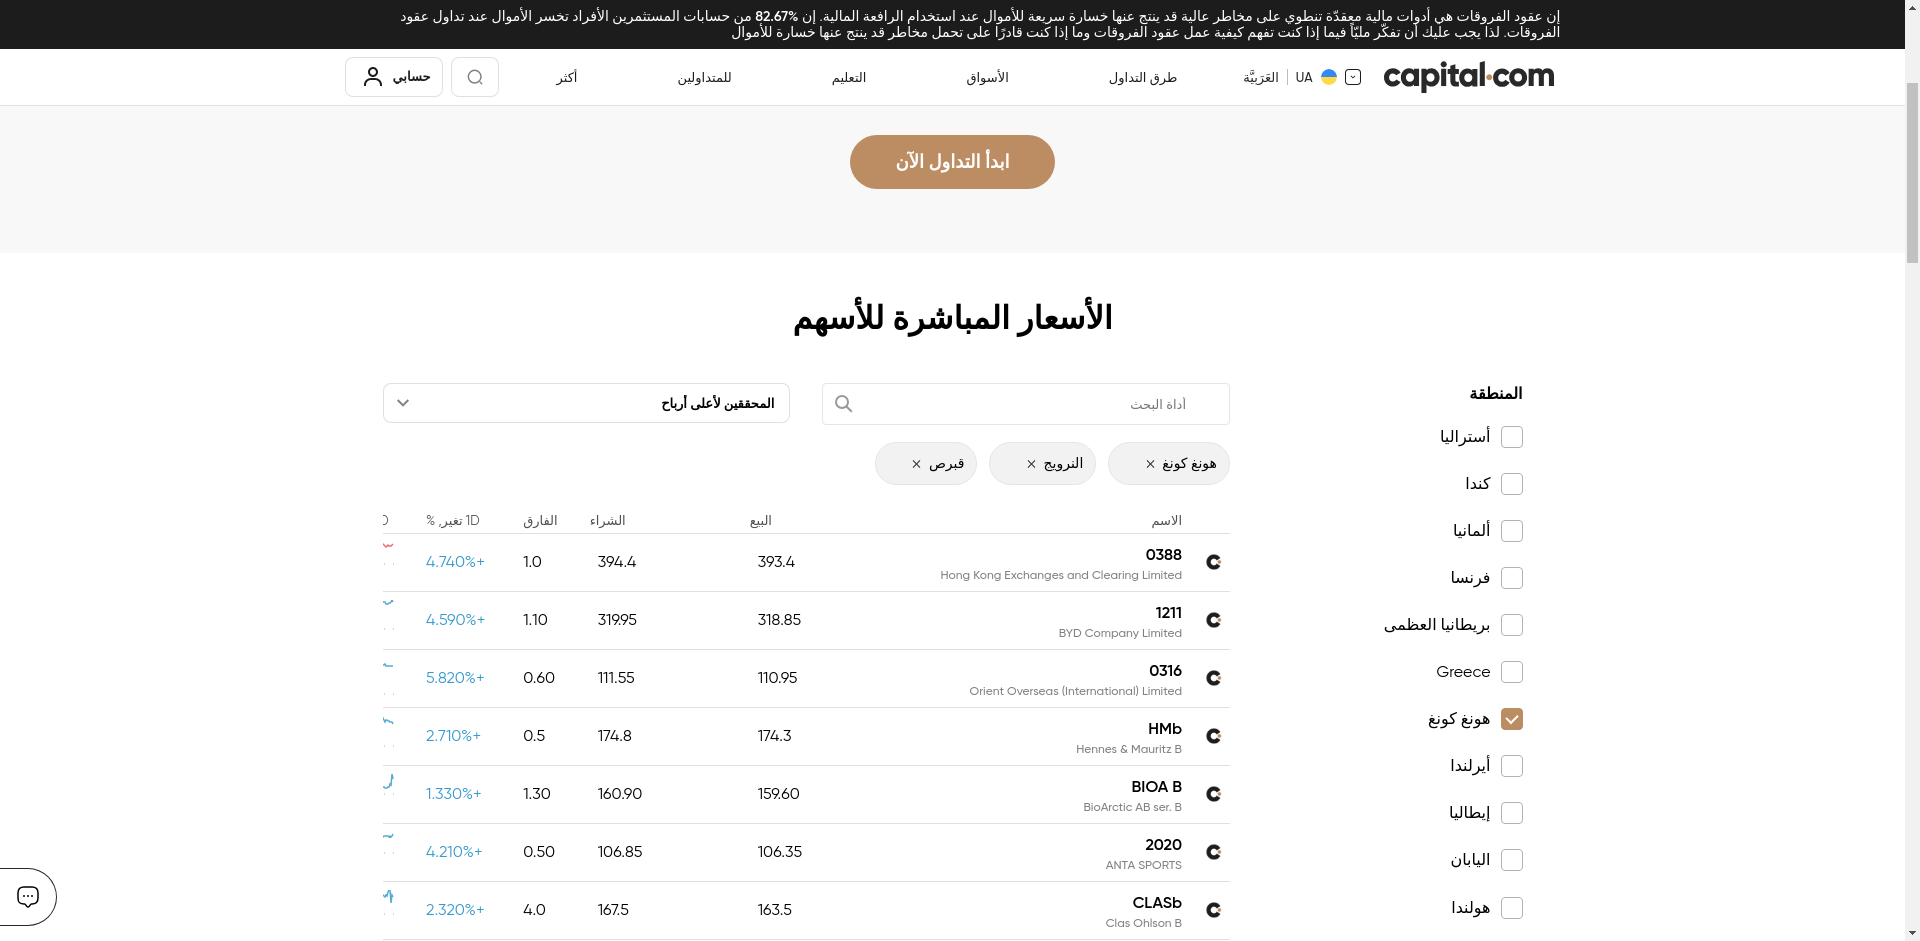 إن عقود الفروقات هي أدوات مالية معقدّة تنطوي على مخاطر عالية قد ينتج عنها خسارة سريعة للأموال عند استخدام الرافعة المالية. إن 82.67% من حسابات المستثمرين الأفراد تخسر الأموال عند تداول عقود
الفروقات. لذا يجب عليك أن تفكّر مليّاً فيما إذا كنت تفهم كيفية عمل عقود الفروقات وما إذا كنت قادرًا على تحمل مخاطر قد ينتج عنها خسارة للأموال
capital.com
UA
العَرَبِيَّة
طرق التداول
الأسواق
التعليم
للمتداولين
أكثر
حسابي
ابدأ التداول الآن
الأسعار المباشرة للأسهم
المنطقة
أستراليا
كندا
ألمانيا
فرنسا
بريطانيا العظمى
Greece
هونغ كونغ
أيرلندا
إيطاليا
اليابان
هولندا
أداة البحث
المحققين لأعلى أرباح
هونغ كونغ ×
النرويج ×
قبرص ×
الاسم البيع الشراء الفارق 1D تغير, %
0388 393.4 394.4 1.0 4.740%+
Hong Kong Exchanges and Clearing Limited
1211 318.85 319.95 1.10 4.590%+
BYD Company Limited
0316 110.95 111.55 0.60 5.820%+
Orient Overseas (International) Limited
HMb 174.3 174.8 0.5 2.710%+
Hennes & Mauritz B
BIOA B 159.60 160.90 1.30 1.330%+
BioArctic AB ser. B
2020 106.35 106.85 0.50 4.210%+
ANTA SPORTS
CLASb 163.5 167.5 4.0 2.320%+
Clas Ohlson B